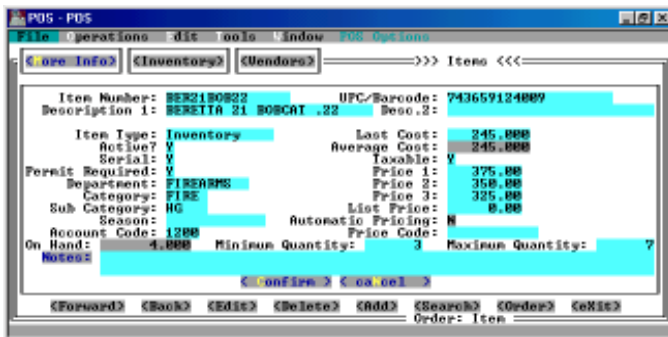 POS - POS
File Operations Edit Tools Window POS Options
<More Info> <Inventory> <Vendors> >>> Items <<<
Item Number: BER21BOB22 UPC/Barcode: 743659124009
Description 1: BERETTA 21 BOBCAT .22 Desc.2:
Item Type: Inventory Last Cost: 245.000
Active? Y Average Cost: 245.000
Serial: Y Taxable: Y
Permit Required: Y Price 1: 375.00
Department: FIREARMS Price 2: 350.00
Category: FIRE Price 3: 325.00
Sub Category: HG List Price: 0.00
Season: Automatic Pricing: N
Account Code: 1200 Price Code:
On Hand: 4.000 Minimum Quantity: 3 Maximum Quantity: 7
Notes:
< Confirm > < caNcel >
<Forward> <Back> <Edit> <Delete> <Add> <Search> <Order> <eXit>
Order: Item